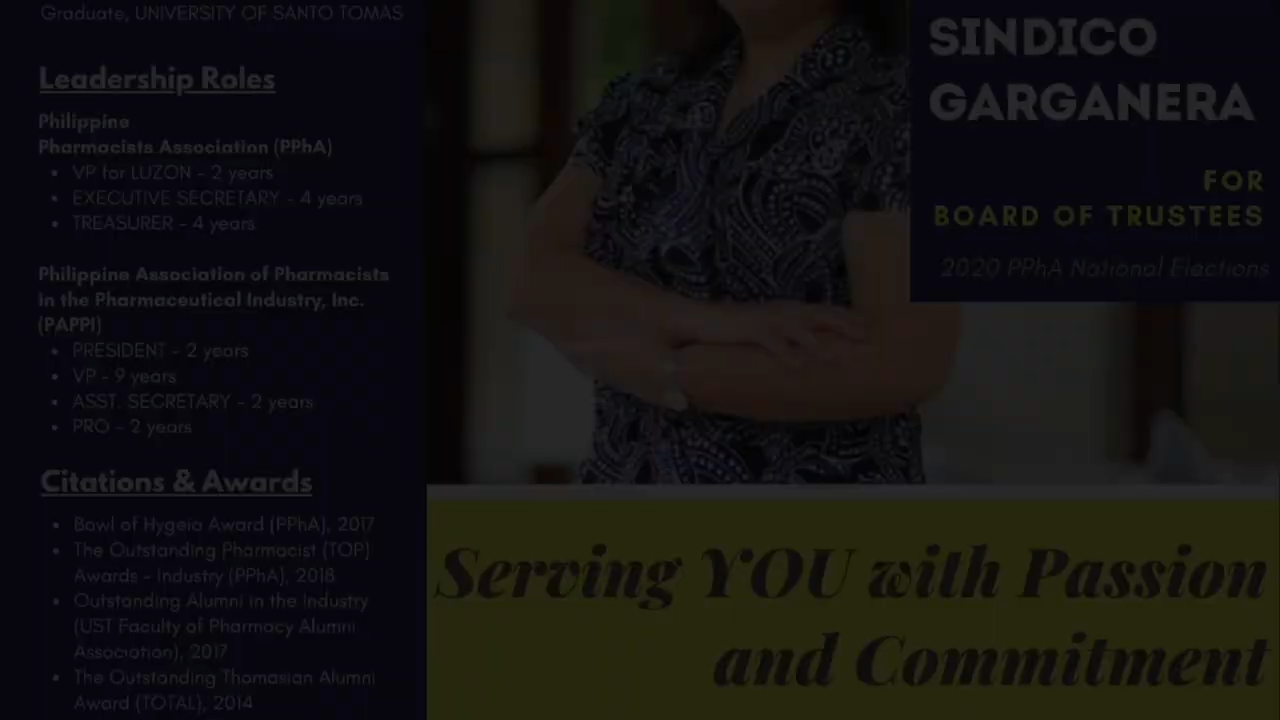 Graduate, UNIVERSITY OF SANTO TOMAS
Leadership Roles
Philippine
Pharmacists Association (PPhA)
• VP for LUZON - 2 years
• EXECUTIVE SECRETARY - 4 years
• TREASURER - 4 years
Philippine Association of Pharmacists
in the Pharmaceutical Industry, Inc.
(PAPPI)
• PRESIDENT - 2 years
• VP - 9 years
• ASST. SECRETARY - 2 years
• PRO - 2 years
Citations & Awards
• Bowl of Hygeia Award (PPhA), 2017
• The Outstanding Pharmacist (TOP)
Awards - Industry (PPhA), 2018
• Outstanding Alumni in the Industry
(UST Faculty of Pharmacy Alumni
Association), 2017
• The Outstanding Thomasian Alumni
Award (TOTAL), 2014
SINDICO
GARGANERA
FOR
BOARD OF TRUSTEES
2020 PPhA National Elections
Serving YOU with Passion
and Commitment